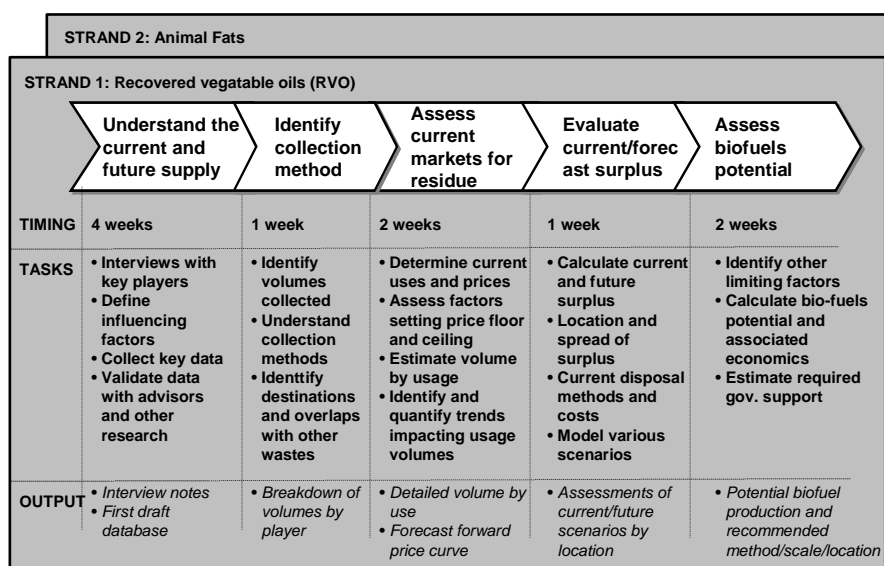 STRAND 2: Animal Fats
STRAND 1: Recovered vegatable oils (RVO)
Understand the
current and
future supply
Identify
collection
method
Assess
current
markets for
residue
Evaluate
current/forec
ast surplus
Assess
biofuels
potential
TIMING
4 weeks
1 week
2 weeks
1 week
2 weeks
TASKS
• Interviews with
key players
• Define
influencing
factors
• Collect key data
• Validate data
with advisors
and other
research
• Identify
volumes
collected
• Understand
collection
methods
• Identtify
destinations
and overlaps
with other
wastes
• Determine current
uses and prices
• Assess factors
setting price floor
and ceiling
• Estimate volume
by usage
• Identify and
quantify trends
impacting usage
volumes
• Calculate current
and future
surplus
• Location and
spread of
surplus
• Current disposal
methods and
costs
• Model various
scenarios
• Identify other
limiting factors
• Calculate bio-fuels
potential and
associated
economics
• Estimate required
gov. support
OUTPUT
• Interview notes
• First draft
database
• Breakdown of
volumes by
player
• Detailed volume by
use
• Forecast forward
price curve
• Assessments of
current/future
scenarios by
location
• Potential biofuel
production and
recommended
method/scale/location